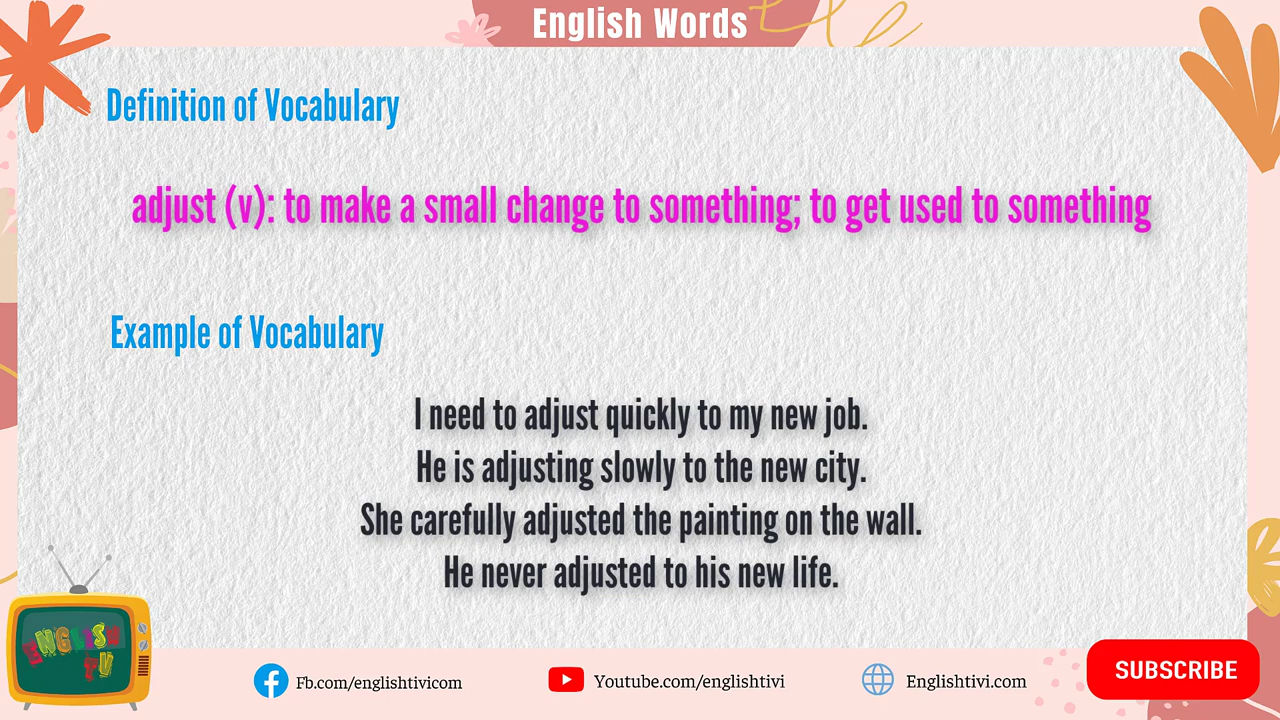 English Words
Definition of Vocabulary
adjust (v): to make a small change to something; to get used to something
Example of Vocabulary
I need to adjust quickly to my new job.
He is adjusting slowly to the new city.
She carefully adjusted the painting on the wall.
He never adjusted to his new life.
ENGLISH
TV
Fb.com/englishtivicom
Youtube.com/englishtivi
Englishtivi.com
SUBSCRIBE